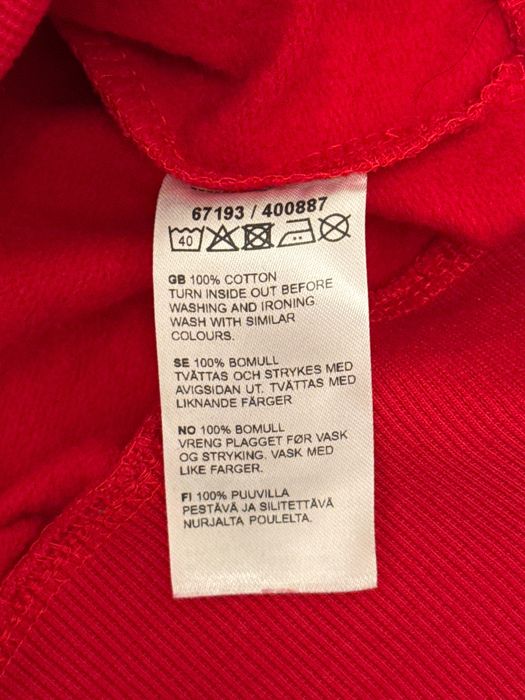 67193 / 400887
40
GB 100% COTTON
TURN INSIDE OUT BEFORE
WASHING AND IRONING
WASH WITH SIMILAR
COLOURS.
SE 100% BOMULL
TVÄTTAS OCH STRYKES MED
AVIGSIDAN UT. TVÄTTAS MED
LIKNANDE FÄRGER
NO 100% BOMULL
VRENG PLAGGET FØR VASK
OG STRYKING. VASK MED
LIKE FARGER.
FI 100% PUUVILLA
PESTÄVÄ JA SILITETTÄVÄ
NURJALTA POULELTA.